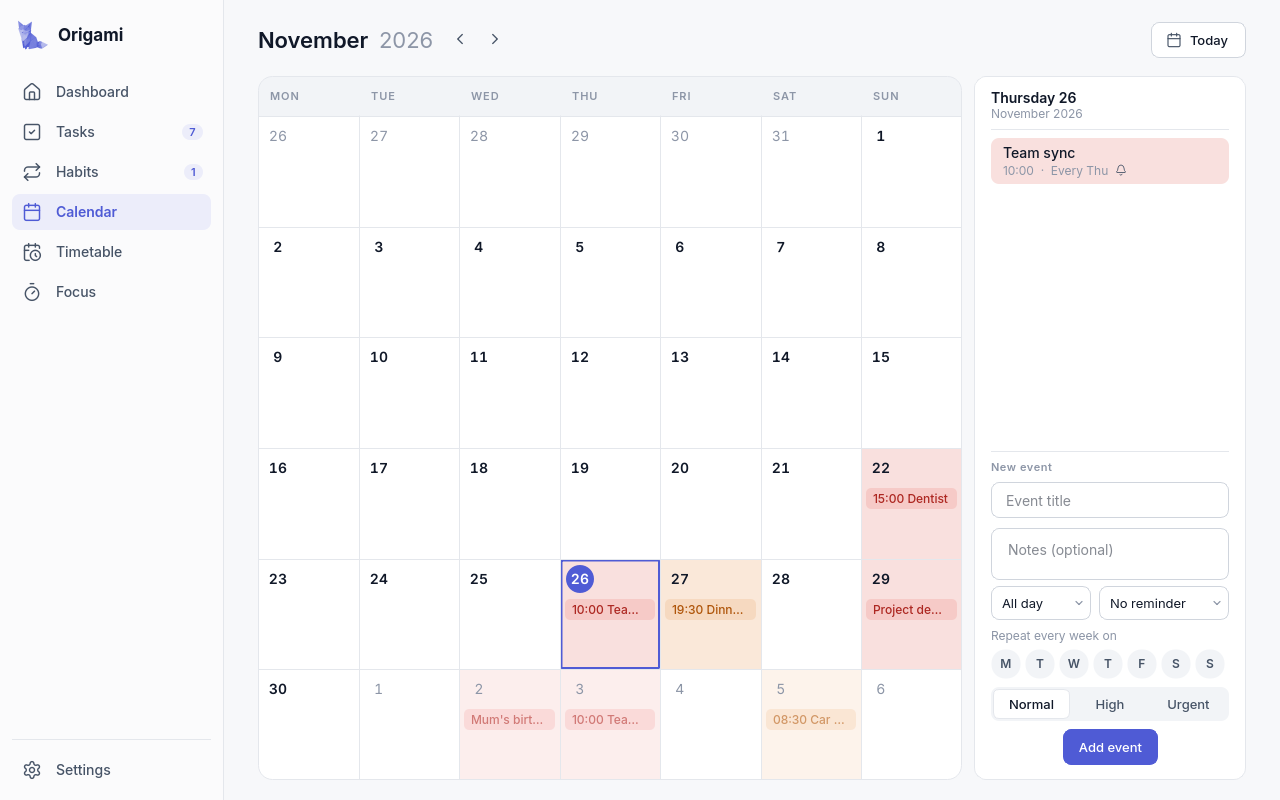 Origami
Dashboard
Tasks 7
Habits 1
Calendar
Timetable
Focus
Settings
November 2026
Today
MON TUE WED THU FRI SAT SUN
26 27 28 29 30 31 1
2 3 4 5 6 7 8
9 10 11 12 13 14 15
16 17 18 19 20 21 22
15:00 Dentist
23 24 25 26 27 28 29
10:00 Tea... 19:30 Dinn... Project de...
30 1 2 3 4 5 6
Mum's birt... 10:00 Tea... 08:30 Car ...
Thursday 26
November 2026
Team sync
10:00 · Every Thu
New event
Event title
Notes (optional)
All day No reminder
Repeat every week on
M T W T F S S
Normal High Urgent
Add event